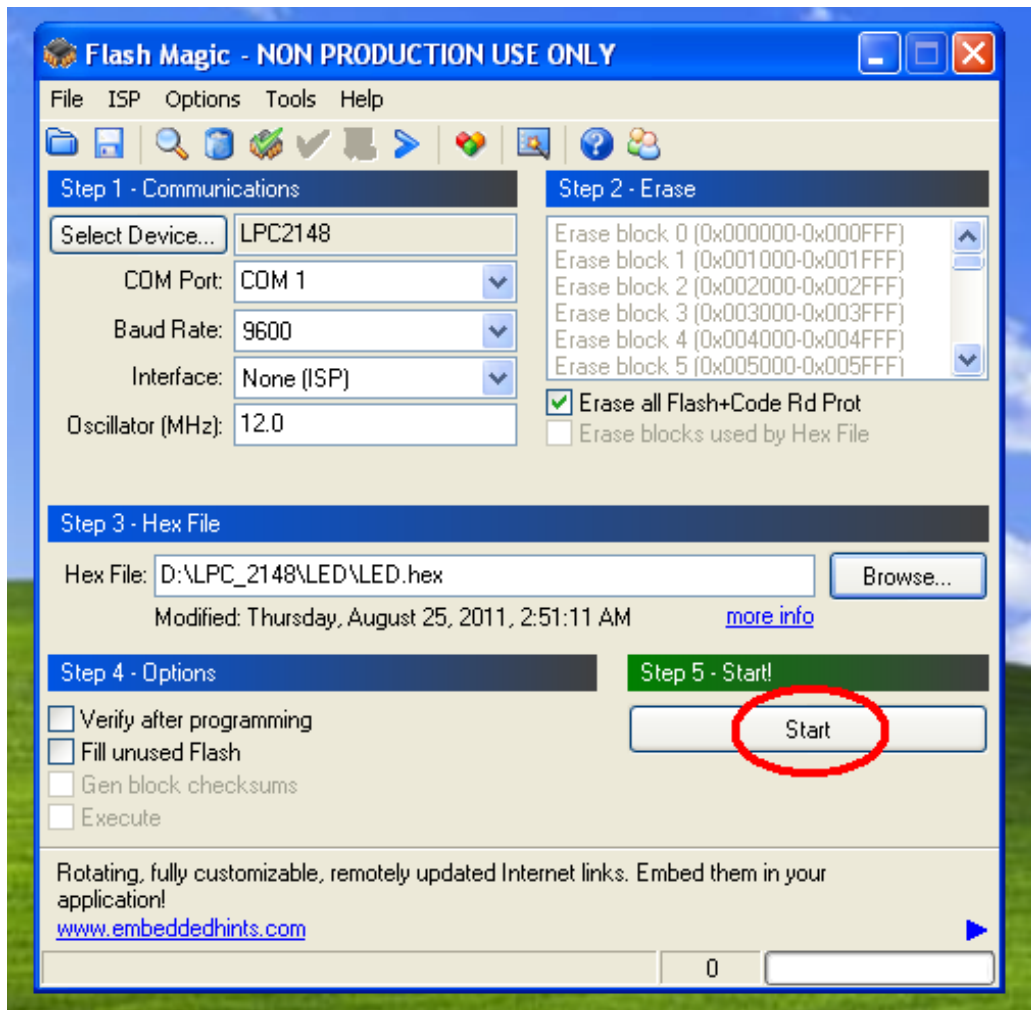 Flash Magic - NON PRODUCTION USE ONLY
File ISP Options Tools Help
Step 1 - Communications
Select Device... LPC2148
COM Port: COM 1
Baud Rate: 9600
Interface: None (ISP)
Oscillator (MHz): 12.0
Step 2 - Erase
Erase block 0 (0x000000-0x000FFF)
Erase block 1 (0x001000-0x001FFF)
Erase block 2 (0x002000-0x002FFF)
Erase block 3 (0x003000-0x003FFF)
Erase block 4 (0x004000-0x004FFF)
Erase block 5 (0x005000-0x005FFF)
Erase all Flash+Code Rd Prot
Erase blocks used by Hex File
Step 3 - Hex File
Hex File: D:\LPC_2148\LED\LED.hex Browse...
Modified: Thursday, August 25, 2011, 2:51:11 AM more info
Step 4 - Options
Verify after programming
Fill unused Flash
Gen block checksums
Execute
Step 5 - Start!
Start
Rotating, fully customizable, remotely updated Internet links. Embed them in your
application!
www.embeddedhints.com
0